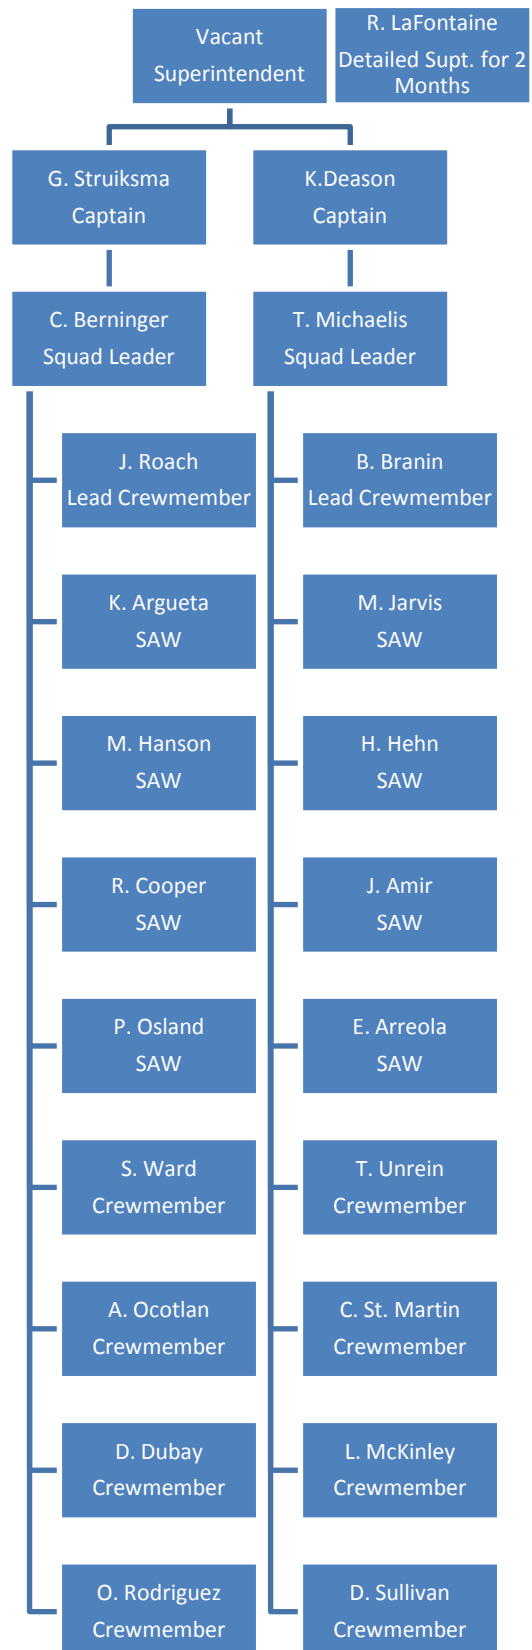 Vacant
Superintendent
R. LaFontaine
Detailed Supt. for 2
Months
G. Struiksma
Captain
K.Deason
Captain
C. Berninger
Squad Leader
T. Michaelis
Squad Leader
J. Roach
Lead Crewmember
B. Branin
Lead Crewmember
K. Argueta
SAW
M. Jarvis
SAW
M. Hanson
SAW
H. Hehn
SAW
R. Cooper
SAW
J. Amir
SAW
P. Osland
SAW
E. Arreola
SAW
S. Ward
Crewmember
T. Unrein
Crewmember
A. Ocotlan
Crewmember
C. St. Martin
Crewmember
D. Dubay
Crewmember
L. McKinley
Crewmember
O. Rodriguez
Crewmember
D. Sullivan
Crewmember